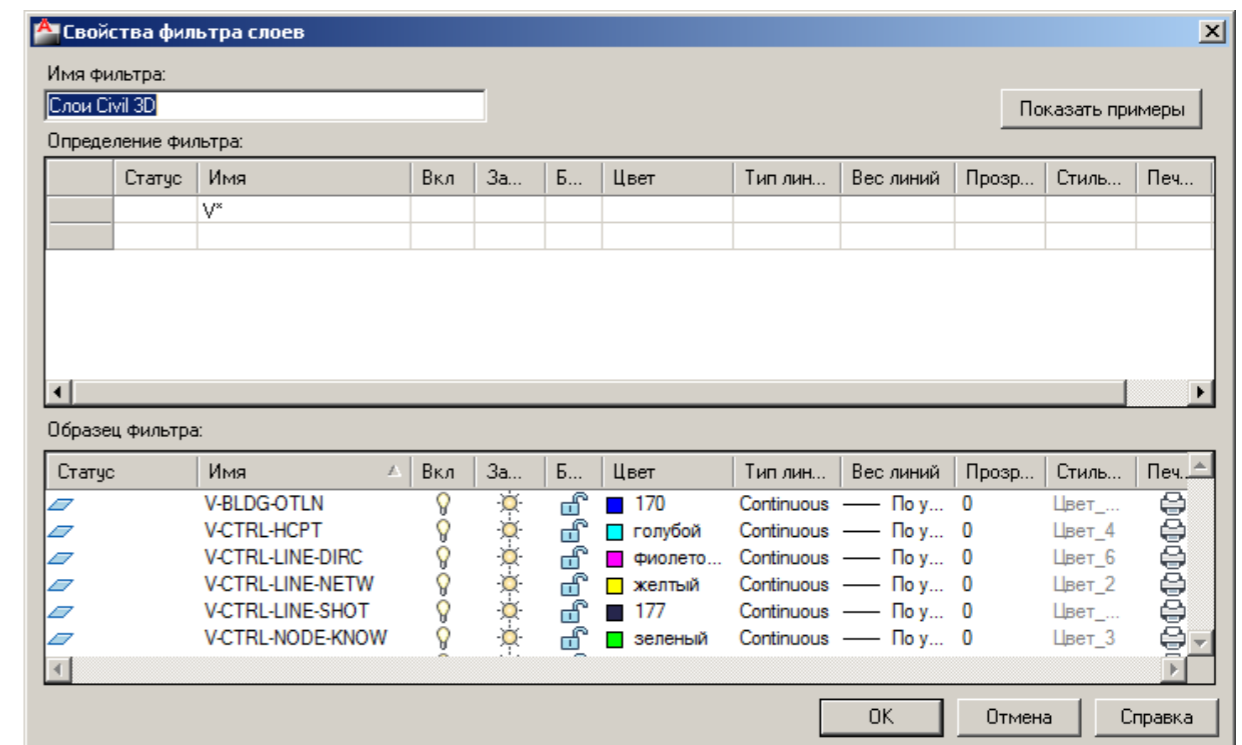 Свойства фильтра слоев
Имя фильтра:
Слои Civil 3D
Показать примеры
Определение фильтра:
Статус Имя Вкл За... Б... Цвет Тип лин... Вес линий Прозр... Стиль... Печ...
V*
Образец фильтра:
Статус Имя Вкл За... Б... Цвет Тип лин... Вес линий Прозр... Стиль... Печ...
V-BLDG-OTLN 170 Continuous По у... 0 Цвет_...
V-CTRL-HCPT голубой Continuous По у... 0 Цвет_4
V-CTRL-LINE-DIRC фиолето... Continuous По у... 0 Цвет_6
V-CTRL-LINE-NETW желтый Continuous По у... 0 Цвет_2
V-CTRL-LINE-SHOT 177 Continuous По у... 0 Цвет_...
V-CTRL-NODE-KNOW зеленый Continuous По у... 0 Цвет_3
OK Отмена Справка